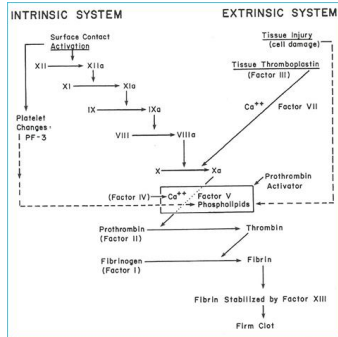 INTRINSIC SYSTEM
EXTRINSIC SYSTEM
Surface Contact
Activation
Tissue Injury
(cell damage)
XII
XIIa
Tissue Thromboplastin
(Factor III)
XI
XIa
IX
IXa
Ca++
Factor VII
Platelet
Changes:
PF-3
VIII
VIIIa
X
Xa
Prothrombin
Activator
(Factor IV)
Ca++
Factor V
Phospholipids
Prothrombin
(Factor II)
Thrombin
Fibrinogen
(Factor I)
Fibrin
Fibrin Stabilized by Factor XIII
Firm Clot